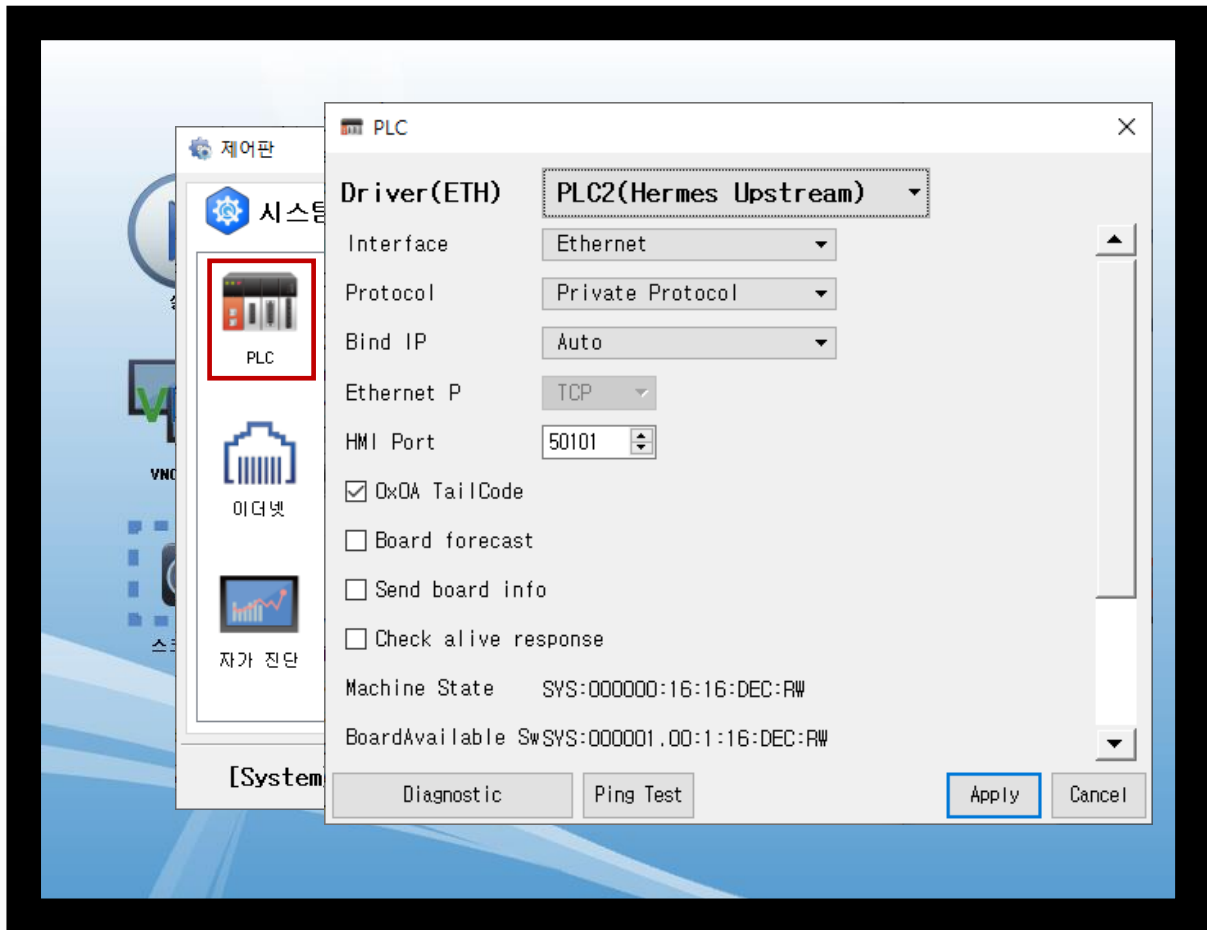 PLC
제어판
Driver(ETH) PLC2(Hermes Upstream)
시스템
Interface Ethernet
Protocol Private Protocol
PLC
Bind IP Auto
Ethernet P TCP
HMI Port 50101
이더넷
0x0A TailCode
Board forecast
Send board info
Check alive response
자가 진단
Machine State SYS:000000:16:16:DEC:RW
BoardAvailable Sw SYS:000001.00:1:16:DEC:RW
[System]
Diagnostic Ping Test Apply Cancel